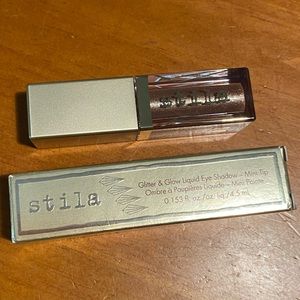 stila
stila
Glitter & Glow Liquid Eye Shadow – Mini Tip
Ombre à Paupières Liquide – Mini Pointe
0.153 fl. oz./oz. liq./4.5 mL